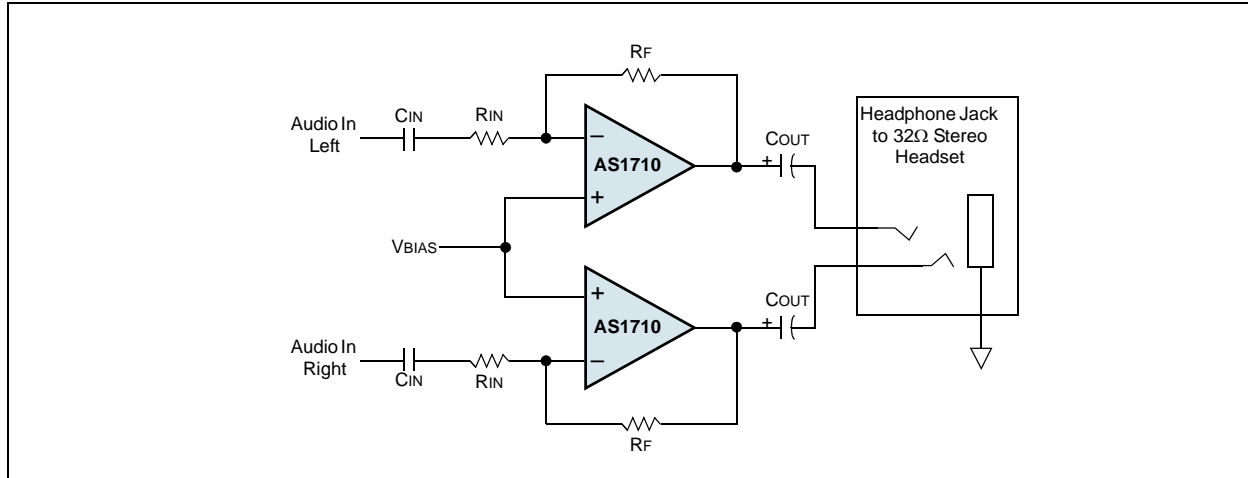 RF
CIN
RIN
Audio In
Left
−
AS1710
+
COUT
+
Headphone Jack
to 32Ω Stereo
Headset
VBIAS
+
AS1710
−
COUT
+
Audio In
Right
CIN
RIN
RF